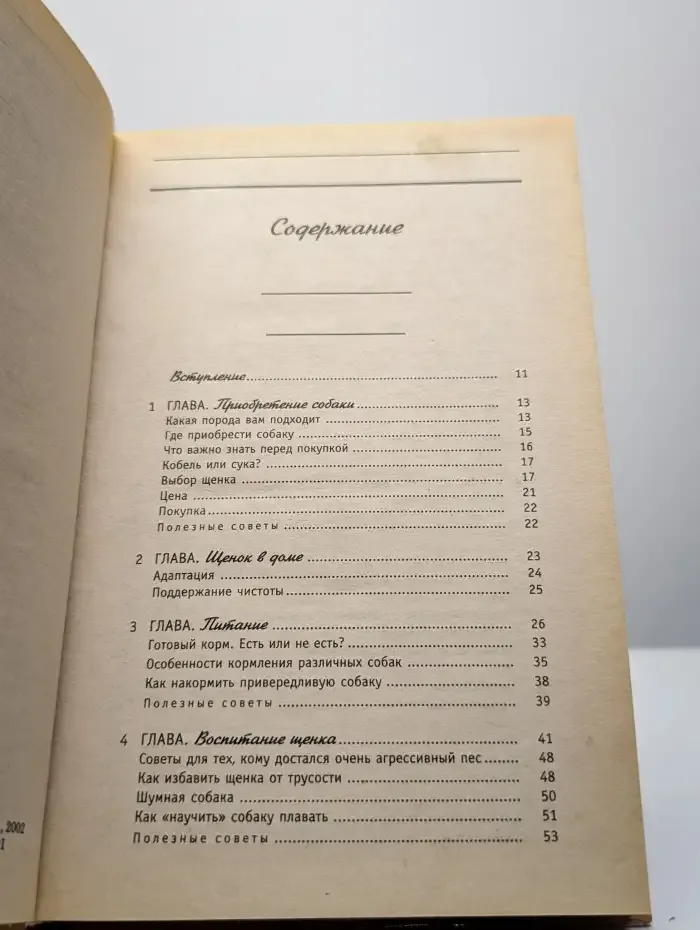 Содержание
Вступление 11
1 ГЛАВА. Приобретение собаки 13
Какая порода вам подходит 13
Где приобрести собаку 15
Что важно знать перед покупкой 16
Кобель или сука? 17
Выбор щенка 17
Цена 21
Покупка 22
Полезные советы 22
2 ГЛАВА. Щенок в доме 23
Адаптация 24
Поддержание чистоты 25
3 ГЛАВА. Питание 26
Готовый корм. Есть или не есть? 33
Особенности кормления различных собак 35
Как накормить привередливую собаку 38
Полезные советы 39
4 ГЛАВА. Воспитание щенка 41
Советы для тех, кому достался очень агрессивный пес 48
Как избавить щенка от трусости 48
Шумная собака 50
Как «научить» собаку плавать 51
Полезные советы 53
, 2002